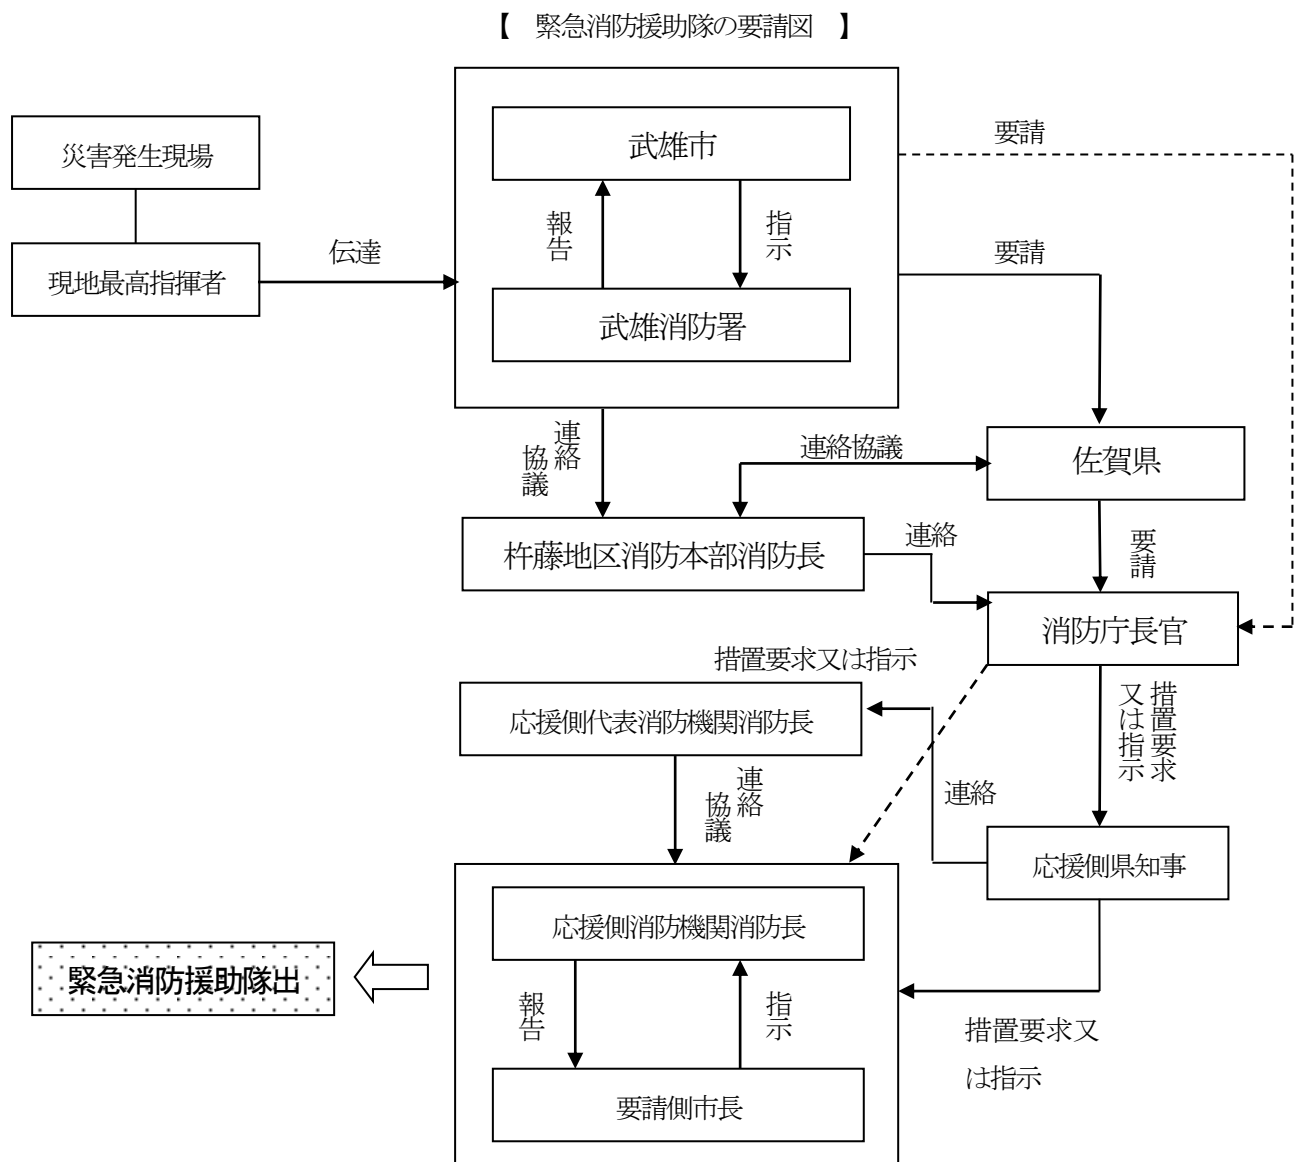 【 緊急消防援助隊の要請図 】
武雄市
要請
災害発生現場
報告
指示
伝達
要請
現地最高指揮者
武雄消防署
連絡
協議
連絡協議
佐賀県
杵藤地区消防本部消防長
連絡
要請
消防庁長官
措置要求又は指示
措置要求
又は指示
応援側代表消防機関消防長
連絡
協議
連絡
応援側県知事
応援側消防機関消防長
緊急消防援助隊出
報告
指示
措置要求又
は指示
要請側市長